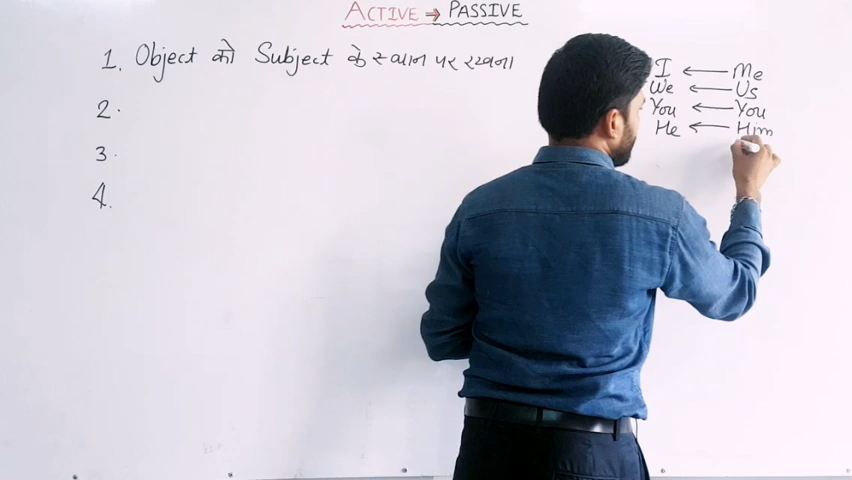 ACTIVE → PASSIVE
1. Object को Subject के स्थान पर रखना
2.
3.
4.
I ← Me
We ← Us
You ← You
He ← Him